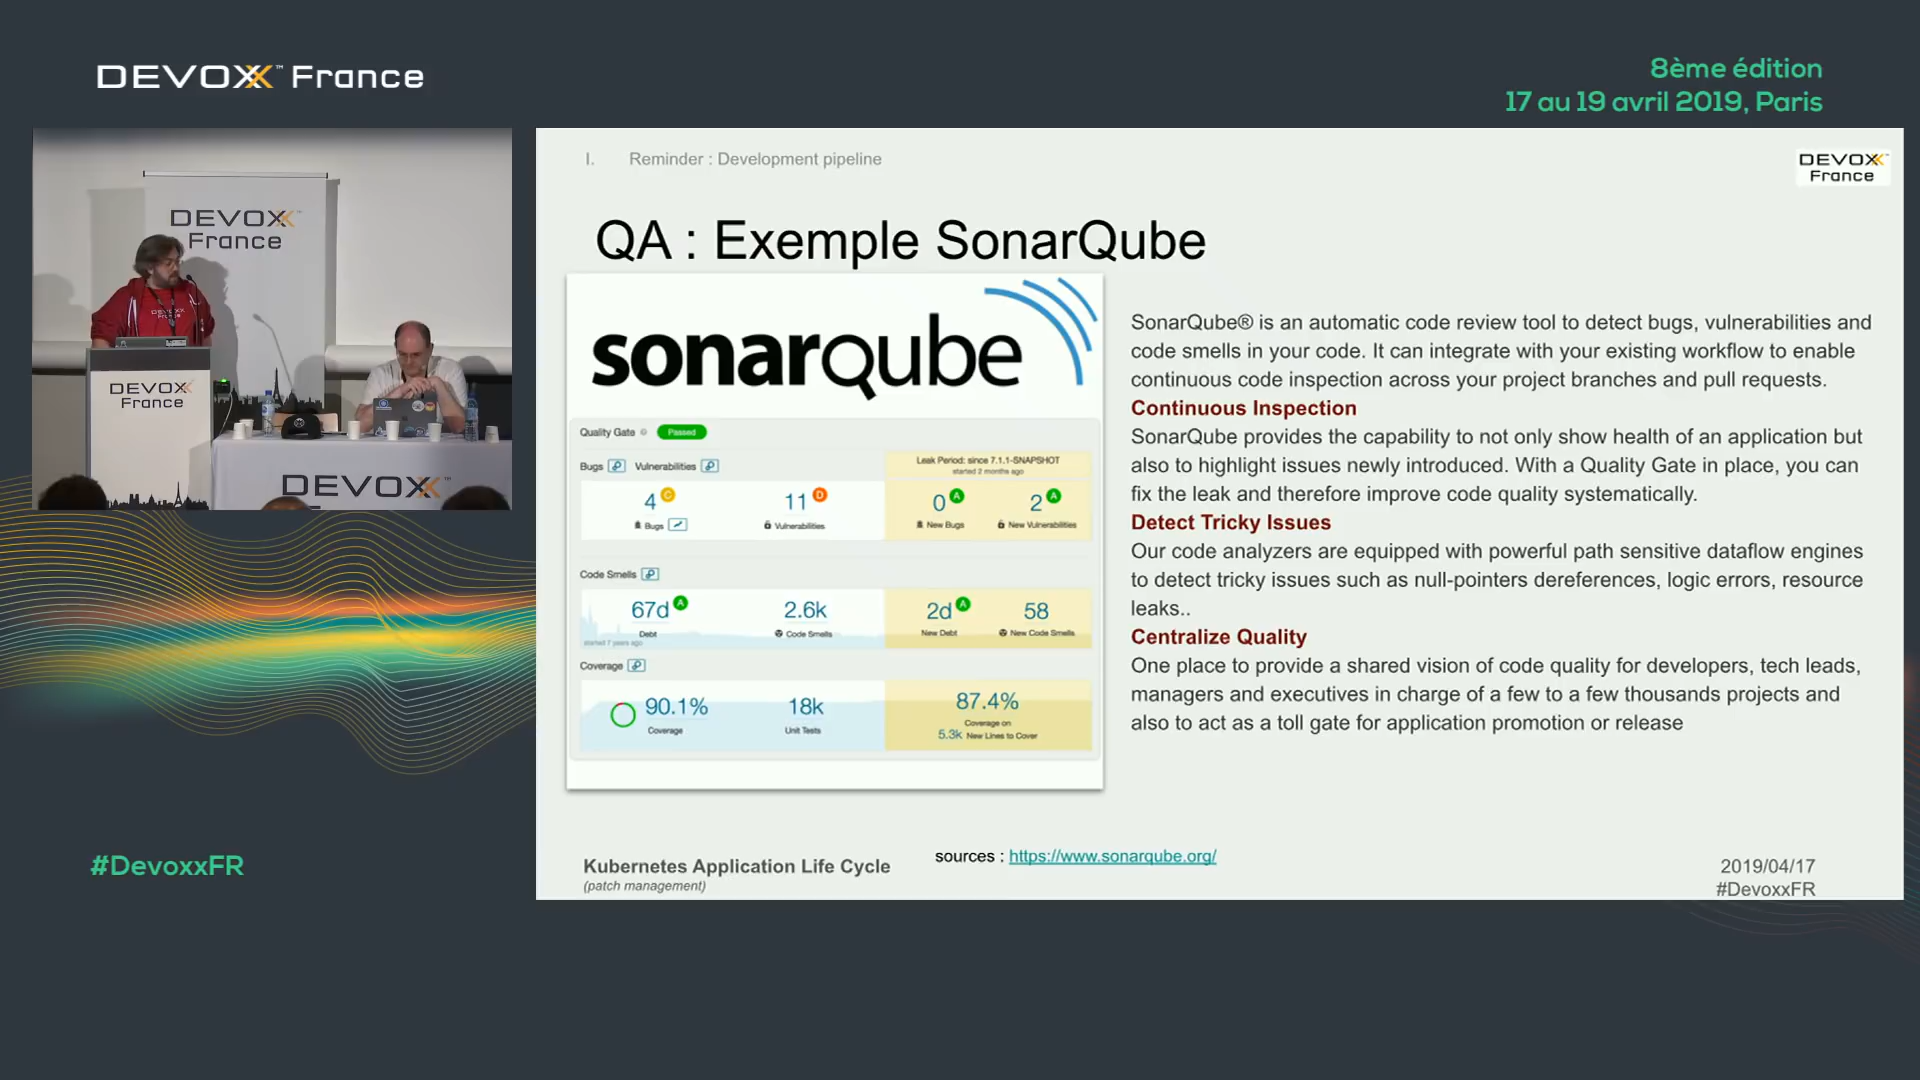 DEVOXX™ France
8ème édition
17 au 19 avril 2019, Paris
DEVOXX
France
DEVOXX
France
DEVOXX
#DevoxxFR
I. Reminder : Development pipeline
DEVOXX™
France
QA : Exemple SonarQube
sonarqube
Quality Gate Passed
Bugs Vulnerabilities
Leak Period: since 7.1.1-SNAPSHOT
started 2 months ago
4 C 11 D 0 A 2 A
Bugs Vulnerabilities New Bugs New Vulnerabilities
Code Smells
67d A 2.6k 2d A 58
Debt Code Smells New Debt New Code Smells
started 7 years ago
Coverage
90.1% 18k 87.4%
Coverage Unit Tests Coverage on
5.3k New Lines to Cover
SonarQube® is an automatic code review tool to detect bugs, vulnerabilities and
code smells in your code. It can integrate with your existing workflow to enable
continuous code inspection across your project branches and pull requests.
Continuous Inspection
SonarQube provides the capability to not only show health of an application but
also to highlight issues newly introduced. With a Quality Gate in place, you can
fix the leak and therefore improve code quality systematically.
Detect Tricky Issues
Our code analyzers are equipped with powerful path sensitive dataflow engines
to detect tricky issues such as null-pointers dereferences, logic errors, resource
leaks..
Centralize Quality
One place to provide a shared vision of code quality for developers, tech leads,
managers and executives in charge of a few to a few thousands projects and
also to act as a toll gate for application promotion or release
Kubernetes Application Life Cycle
(patch management)
sources : https://www.sonarqube.org/
2019/04/17
#DevoxxFR